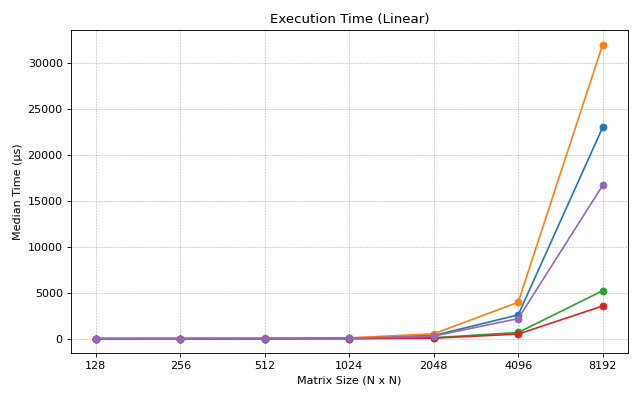 Execution Time (Linear)
Median Time (µs)
30000
25000
20000
15000
10000
5000
0
128 256 512 1024 2048 4096 8192
Matrix Size (N x N)